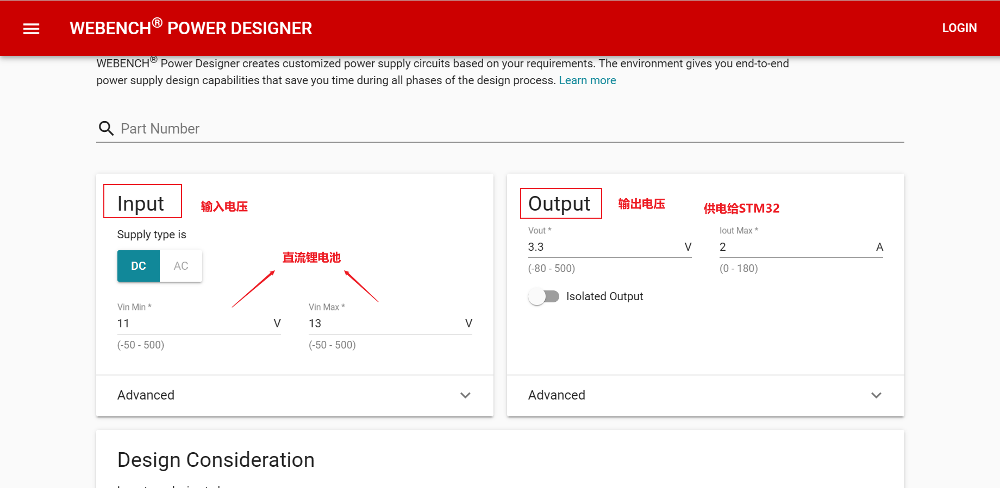 WEBENCH® POWER DESIGNER
LOGIN
WEBENCH® Power Designer creates customized power supply circuits based on your requirements. The environment gives you end-to-end
power supply design capabilities that save you time during all phases of the design process. Learn more
Part Number
Input
输入电压
Supply type is
DC
AC
直流锂电池
Vin Min *
11
V
(-50 - 500)
Vin Max *
13
V
(-50 - 500)
Advanced
Output
输出电压
供电给STM32
Vout *
3.3
V
(-80 - 500)
Iout Max *
2
A
(0 - 180)
Isolated Output
Advanced
Design Consideration